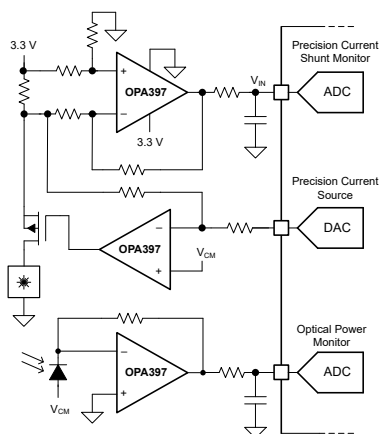 3.3 V
+
−
OPA397
3.3 V
V_IN
Precision Current
Shunt Monitor
ADC
Precision Current
Source
DAC
−
+
OPA397
V_CM
Optical Power
Monitor
ADC
−
+
OPA397
V_CM